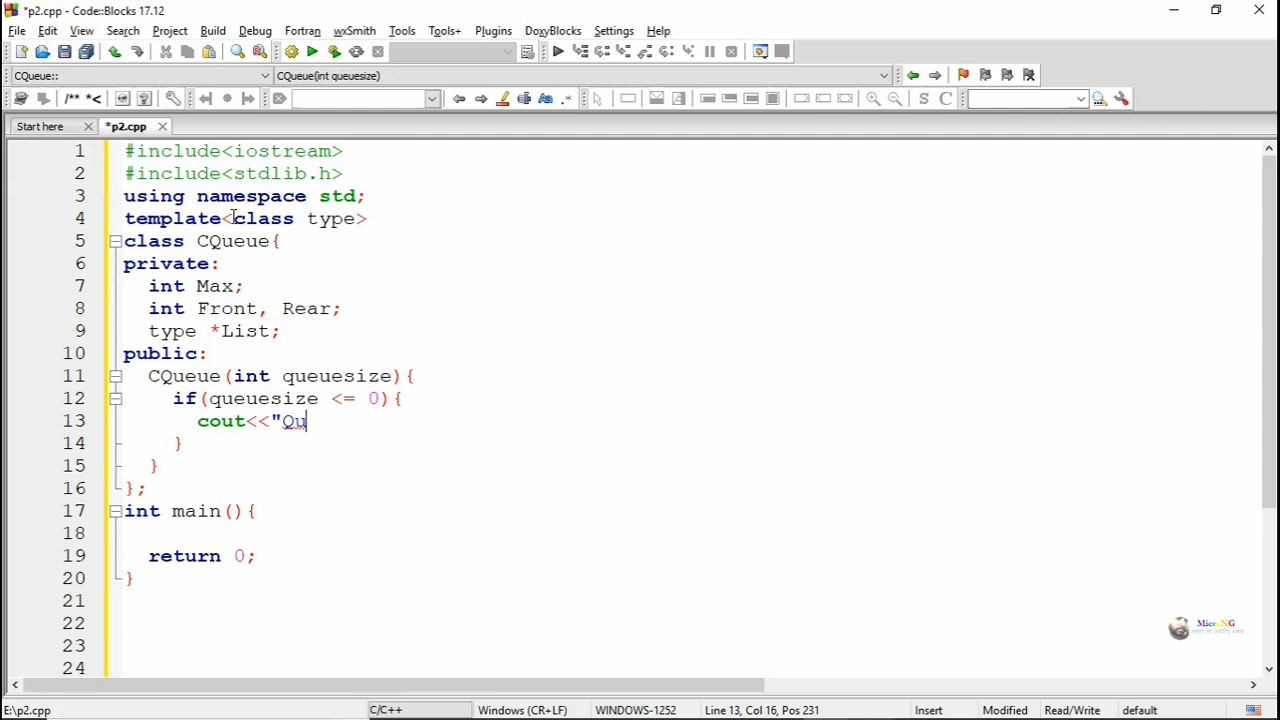 *p2.cpp - Code::Blocks 17.12
File Edit View Search Project Build Debug Fortran wxSmith Tools Tools+ Plugins DoxyBlocks Settings Help
CQueue:: CQueue(int queuesize)
/** *< S C
Start here *p2.cpp
1 #include<iostream>
2 #include<stdlib.h>
3 using namespace std;
4 template<class type>
5 class CQueue{
6 private:
7 int Max;
8 int Front, Rear;
9 type *List;
10 public:
11 CQueue(int queuesize){
12 if(queuesize <= 0){
13 cout<<"Qu
14 }
15 }
16 };
17 int main(){
18
19 return 0;
20 }
21
22
23
24
MicroNG
E:\p2.cpp C/C++ Windows (CR+LF) WINDOWS-1252 Line 13, Col 16, Pos 231 Insert Modified Read/Write default